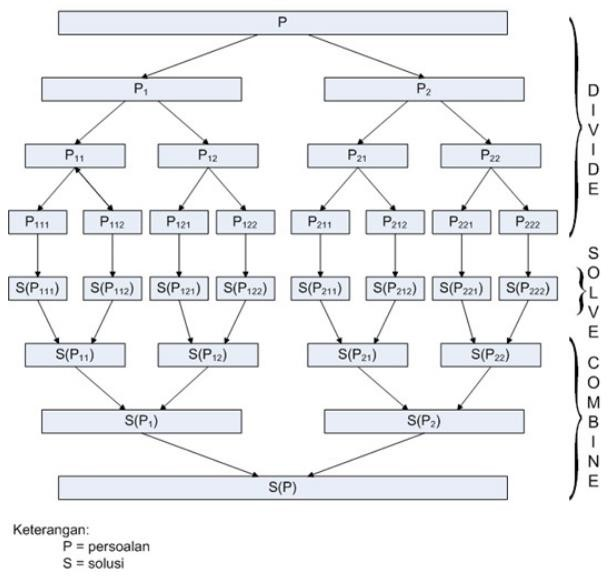 P
P₁ P₂
P₁₁ P₁₂ P₂₁ P₂₂
P₁₁₁ P₁₁₂ P₁₂₁ P₁₂₂ P₂₁₁ P₂₁₂ P₂₂₁ P₂₂₂
DIVIDE
S(P₁₁₁) S(P₁₁₂) S(P₁₂₁) S(P₁₂₂) S(P₂₁₁) S(P₂₁₂) S(P₂₂₁) S(P₂₂₂)
SOLVE
S(P₁₁) S(P₁₂) S(P₂₁) S(P₂₂)
S(P₁) S(P₂)
S(P)
COMBINE
Keterangan:
P = persoalan
S = solusi